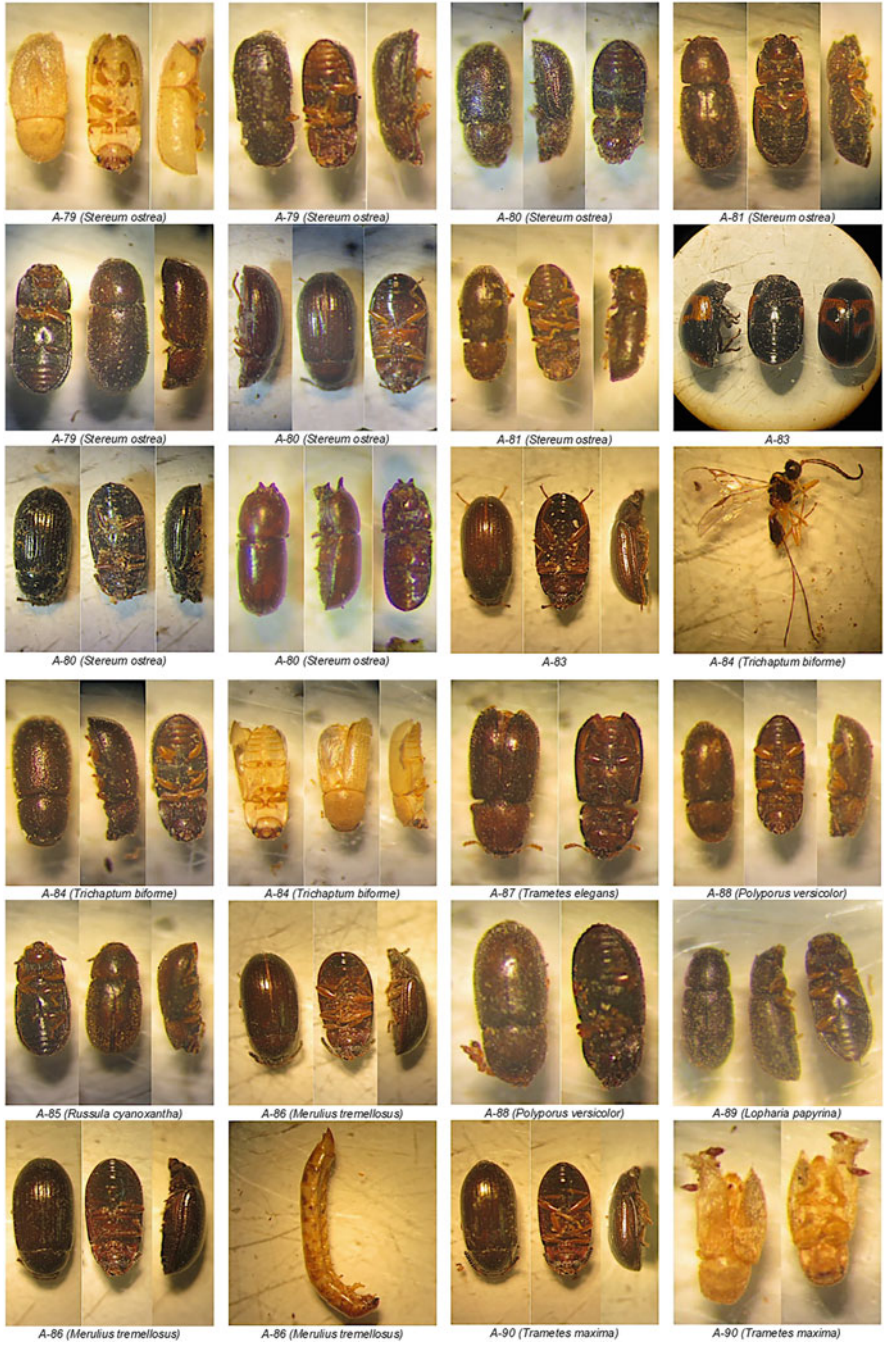 A-79 (Stereum ostrea)
A-79 (Stereum ostrea)
A-80 (Stereum ostrea)
A-81 (Stereum ostrea)
A-79 (Stereum ostrea)
A-80 (Stereum ostrea)
A-81 (Stereum ostrea)
A-83
A-80 (Stereum ostrea)
A-80 (Stereum ostrea)
A-83
A-84 (Trichaptum biforme)
A-84 (Trichaptum biforme)
A-84 (Trichaptum biforme)
A-87 (Trametes elegans)
A-88 (Polyporus versicolor)
A-85 (Russula cyanoxantha)
A-86 (Merulius tremellosus)
A-88 (Polyporus versicolor)
A-89 (Lopharia papyrina)
A-86 (Merulius tremellosus)
A-86 (Merulius tremellosus)
A-90 (Trametes maxima)
A-90 (Trametes maxima)